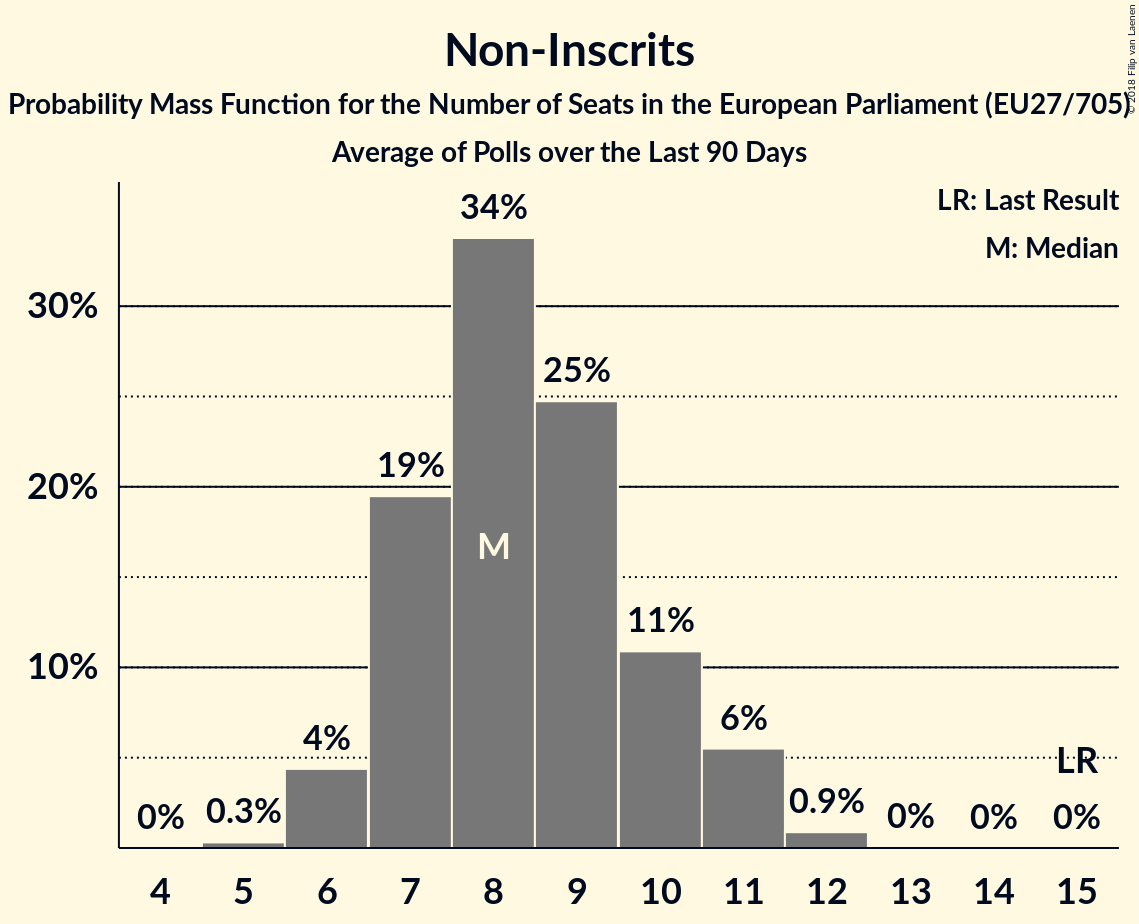 Non-Inscrits
Probability Mass Function for the Number of Seats in the European Parliament (EU27/705)
Average of Polls over the Last 90 Days
© 2018 Filip van Laenen
LR: Last Result
M: Median
34%
30%
25%
19%
20%
M
11%
10%
6%
4%
LR
0%
0.3%
0.9%
0%
0%
0%
4 5 6 7 8 9 10 11 12 13 14 15